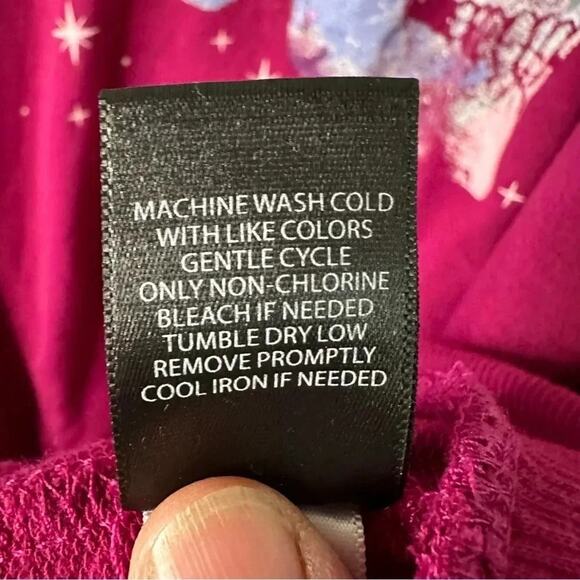 MACHINE WASH COLD
WITH LIKE COLORS
GENTLE CYCLE
ONLY NON-CHLORINE
BLEACH IF NEEDED
TUMBLE DRY LOW
REMOVE PROMPTLY
COOL IRON IF NEEDED